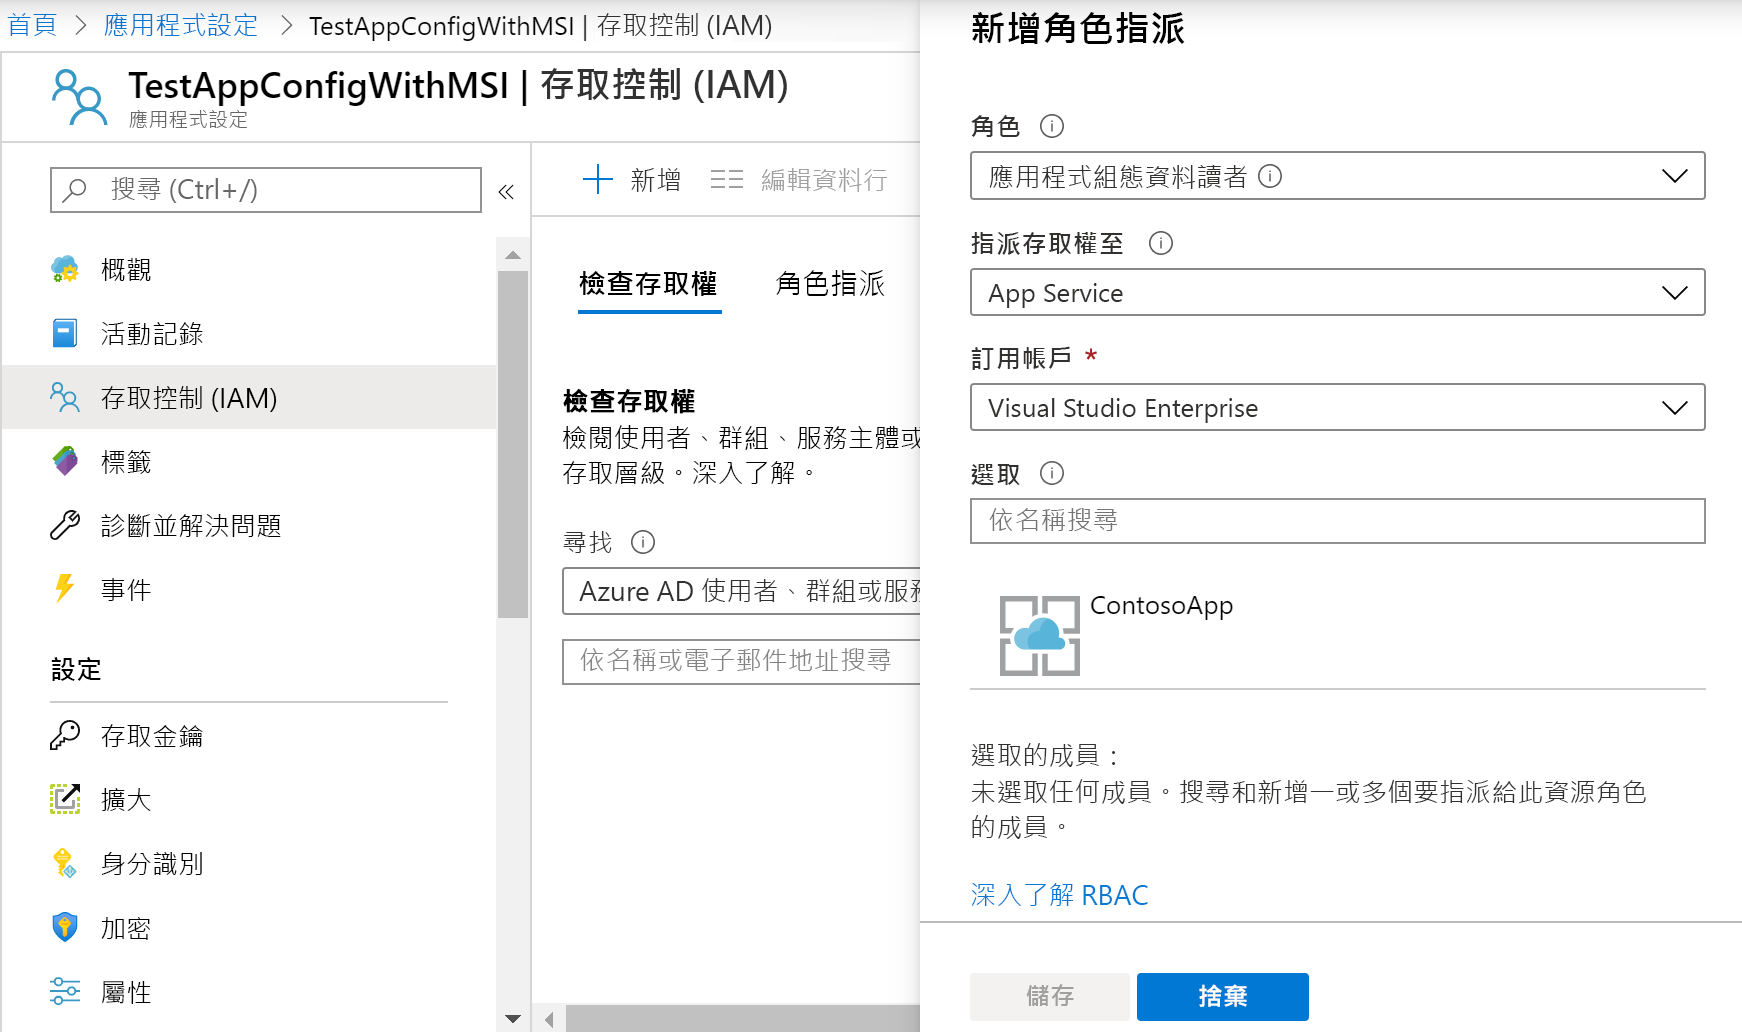 首頁 > 應用程式設定 > TestAppConfigWithMSI | 存取控制 (IAM)
TestAppConfigWithMSI | 存取控制 (IAM)
應用程式設定
搜尋 (Ctrl+/)
«
概觀
活動記錄
存取控制 (IAM)
標籤
診斷並解決問題
事件
設定
存取金鑰
擴大
身分識別
加密
屬性
新增 編輯資料行
檢查存取權 角色指派
檢查存取權
檢閱使用者、群組、服務主體或
存取層級。深入了解。
尋找
Azure AD 使用者、群組或服務
依名稱或電子郵件地址搜尋
新增角色指派
角色
應用程式組態資料讀者
指派存取權至
App Service
訂用帳戶 *
Visual Studio Enterprise
選取
依名稱搜尋
ContosoApp
選取的成員：
未選取任何成員。搜尋和新增一或多個要指派給此資源角色
的成員。
深入了解 RBAC
儲存 捨棄